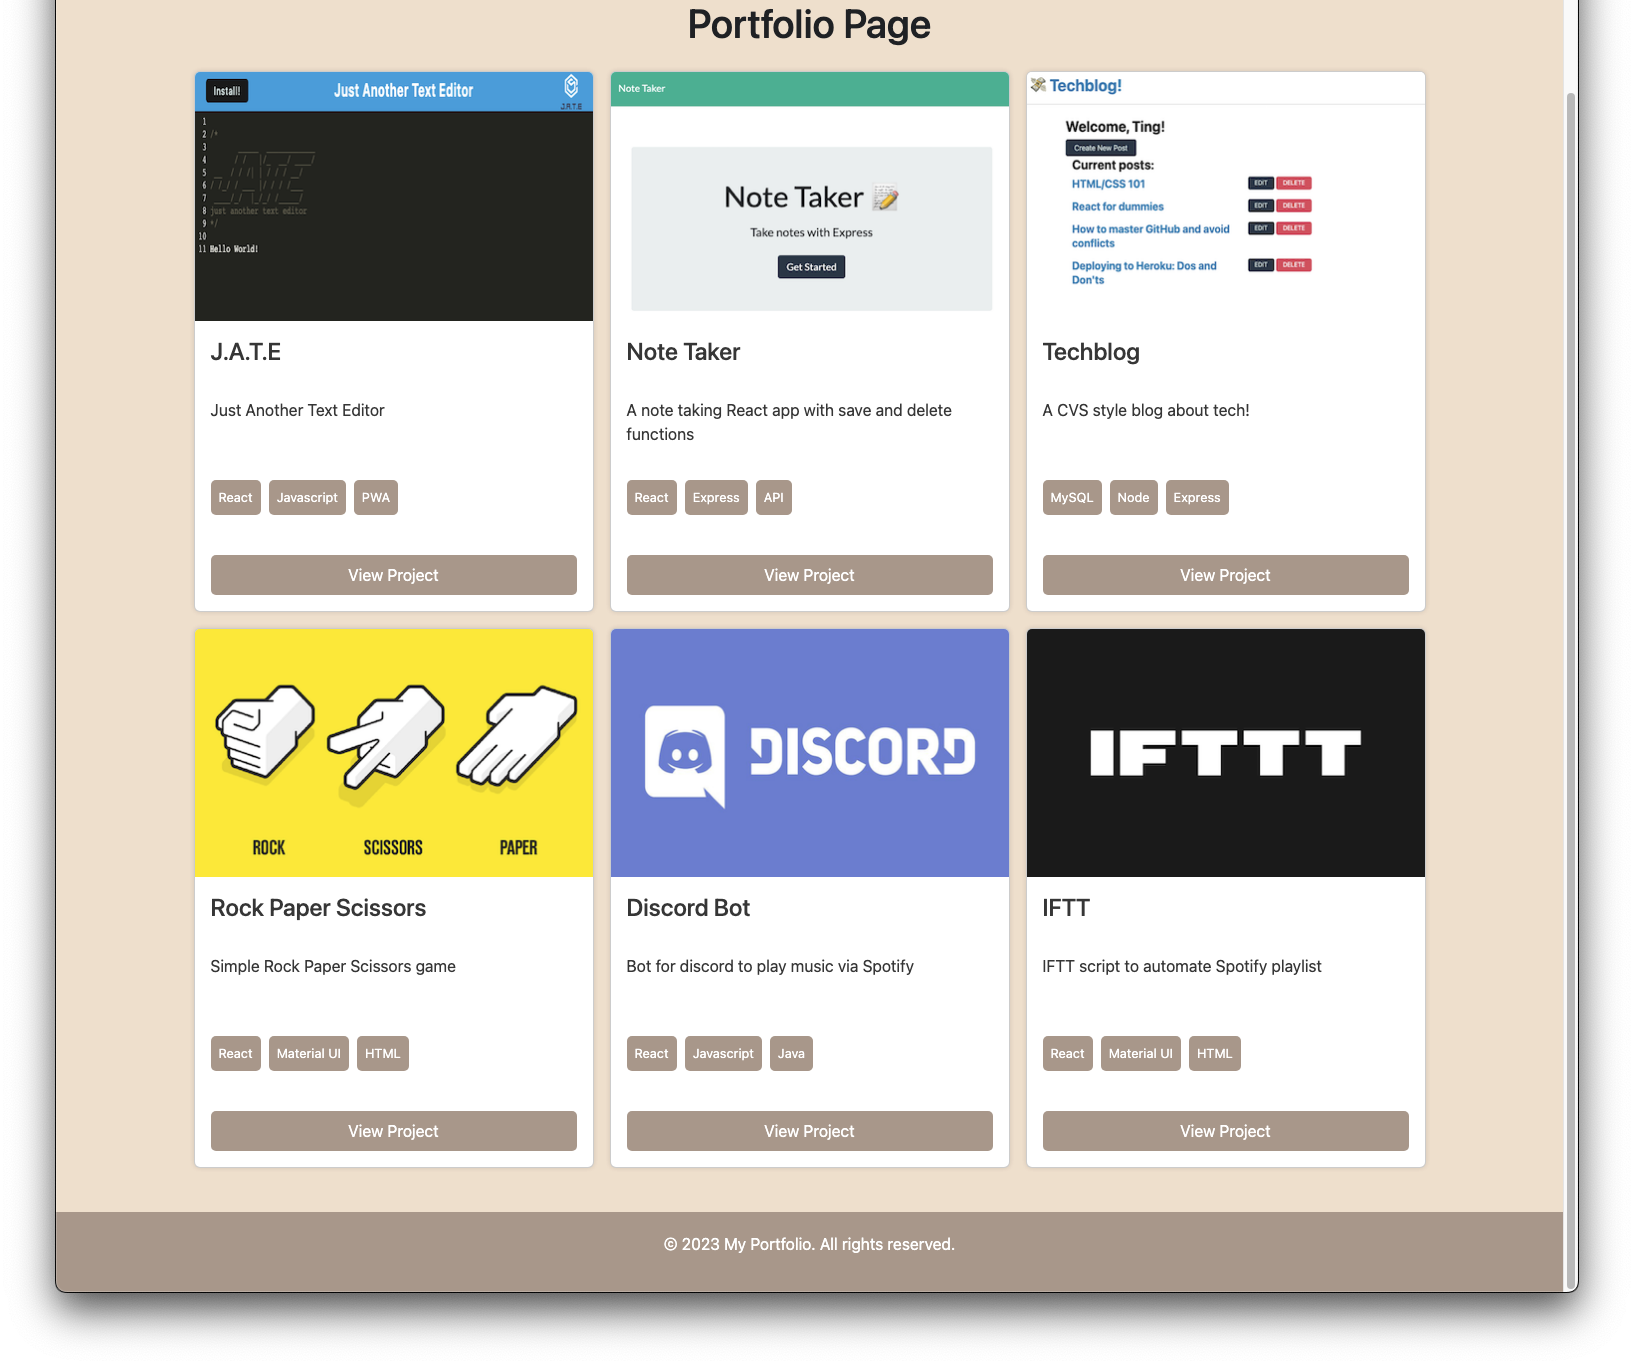 Portfolio Page
Install!
Just Another Text Editor
J.A.T.E
1
2 /*
3
4
5
6
7
8 just another text editor
9 */
10
11 Hello World!
J.A.T.E
Just Another Text Editor
React Javascript PWA
View Project
Note Taker
Note Taker
Take notes with Express
Get Started
Note Taker
A note taking React app with save and delete
functions
React Express API
View Project
Techblog!
Welcome, Ting!
Create New Post
Current posts:
HTML/CSS 101 EDIT DELETE
React for dummies EDIT DELETE
How to master GitHub and avoid EDIT DELETE
conflicts
Deploying to Heroku: Dos and EDIT DELETE
Don'ts
Techblog
A CVS style blog about tech!
MySQL Node Express
View Project
ROCK SCISSORS PAPER
Rock Paper Scissors
Simple Rock Paper Scissors game
React Material UI HTML
View Project
DISCORD
Discord Bot
Bot for discord to play music via Spotify
React Javascript Java
View Project
IFTTT
IFTT
IFTT script to automate Spotify playlist
React Material UI HTML
View Project
© 2023 My Portfolio. All rights reserved.